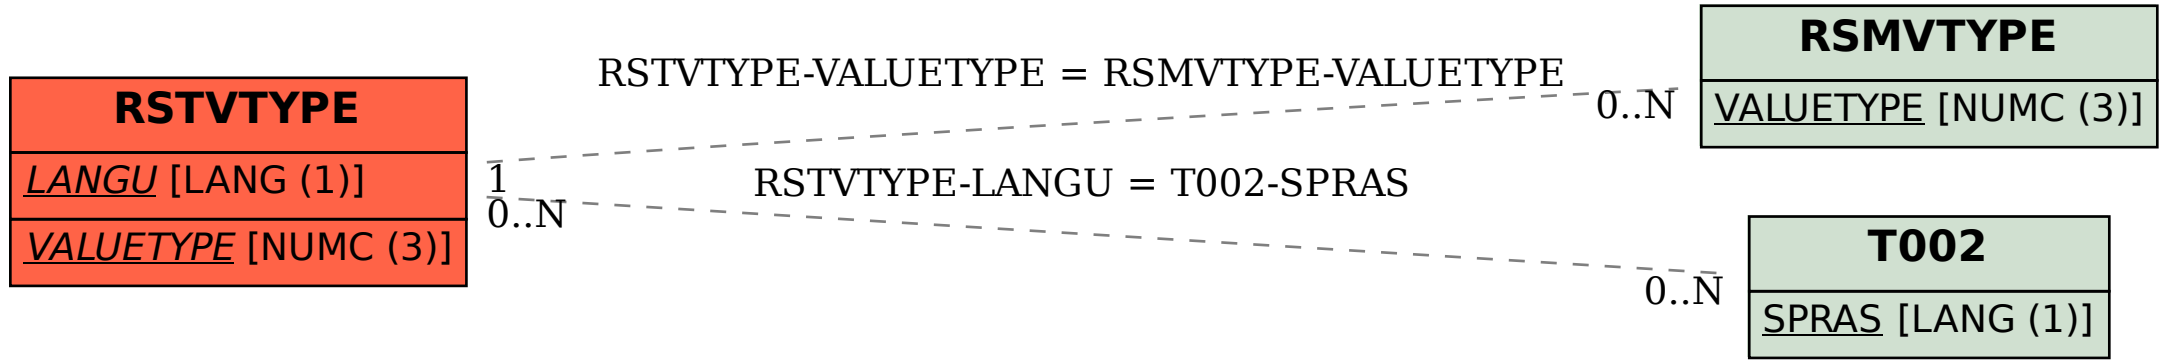 RSTVTYPE
LANGU [LANG (1)]
VALUETYPE [NUMC (3)]
RSTVTYPE-VALUETYPE = RSMVTYPE-VALUETYPE
1
0..N
RSTVTYPE-LANGU = T002-SPRAS
0..N
0..N
RSMVTYPE
VALUETYPE [NUMC (3)]
T002
SPRAS [LANG (1)]